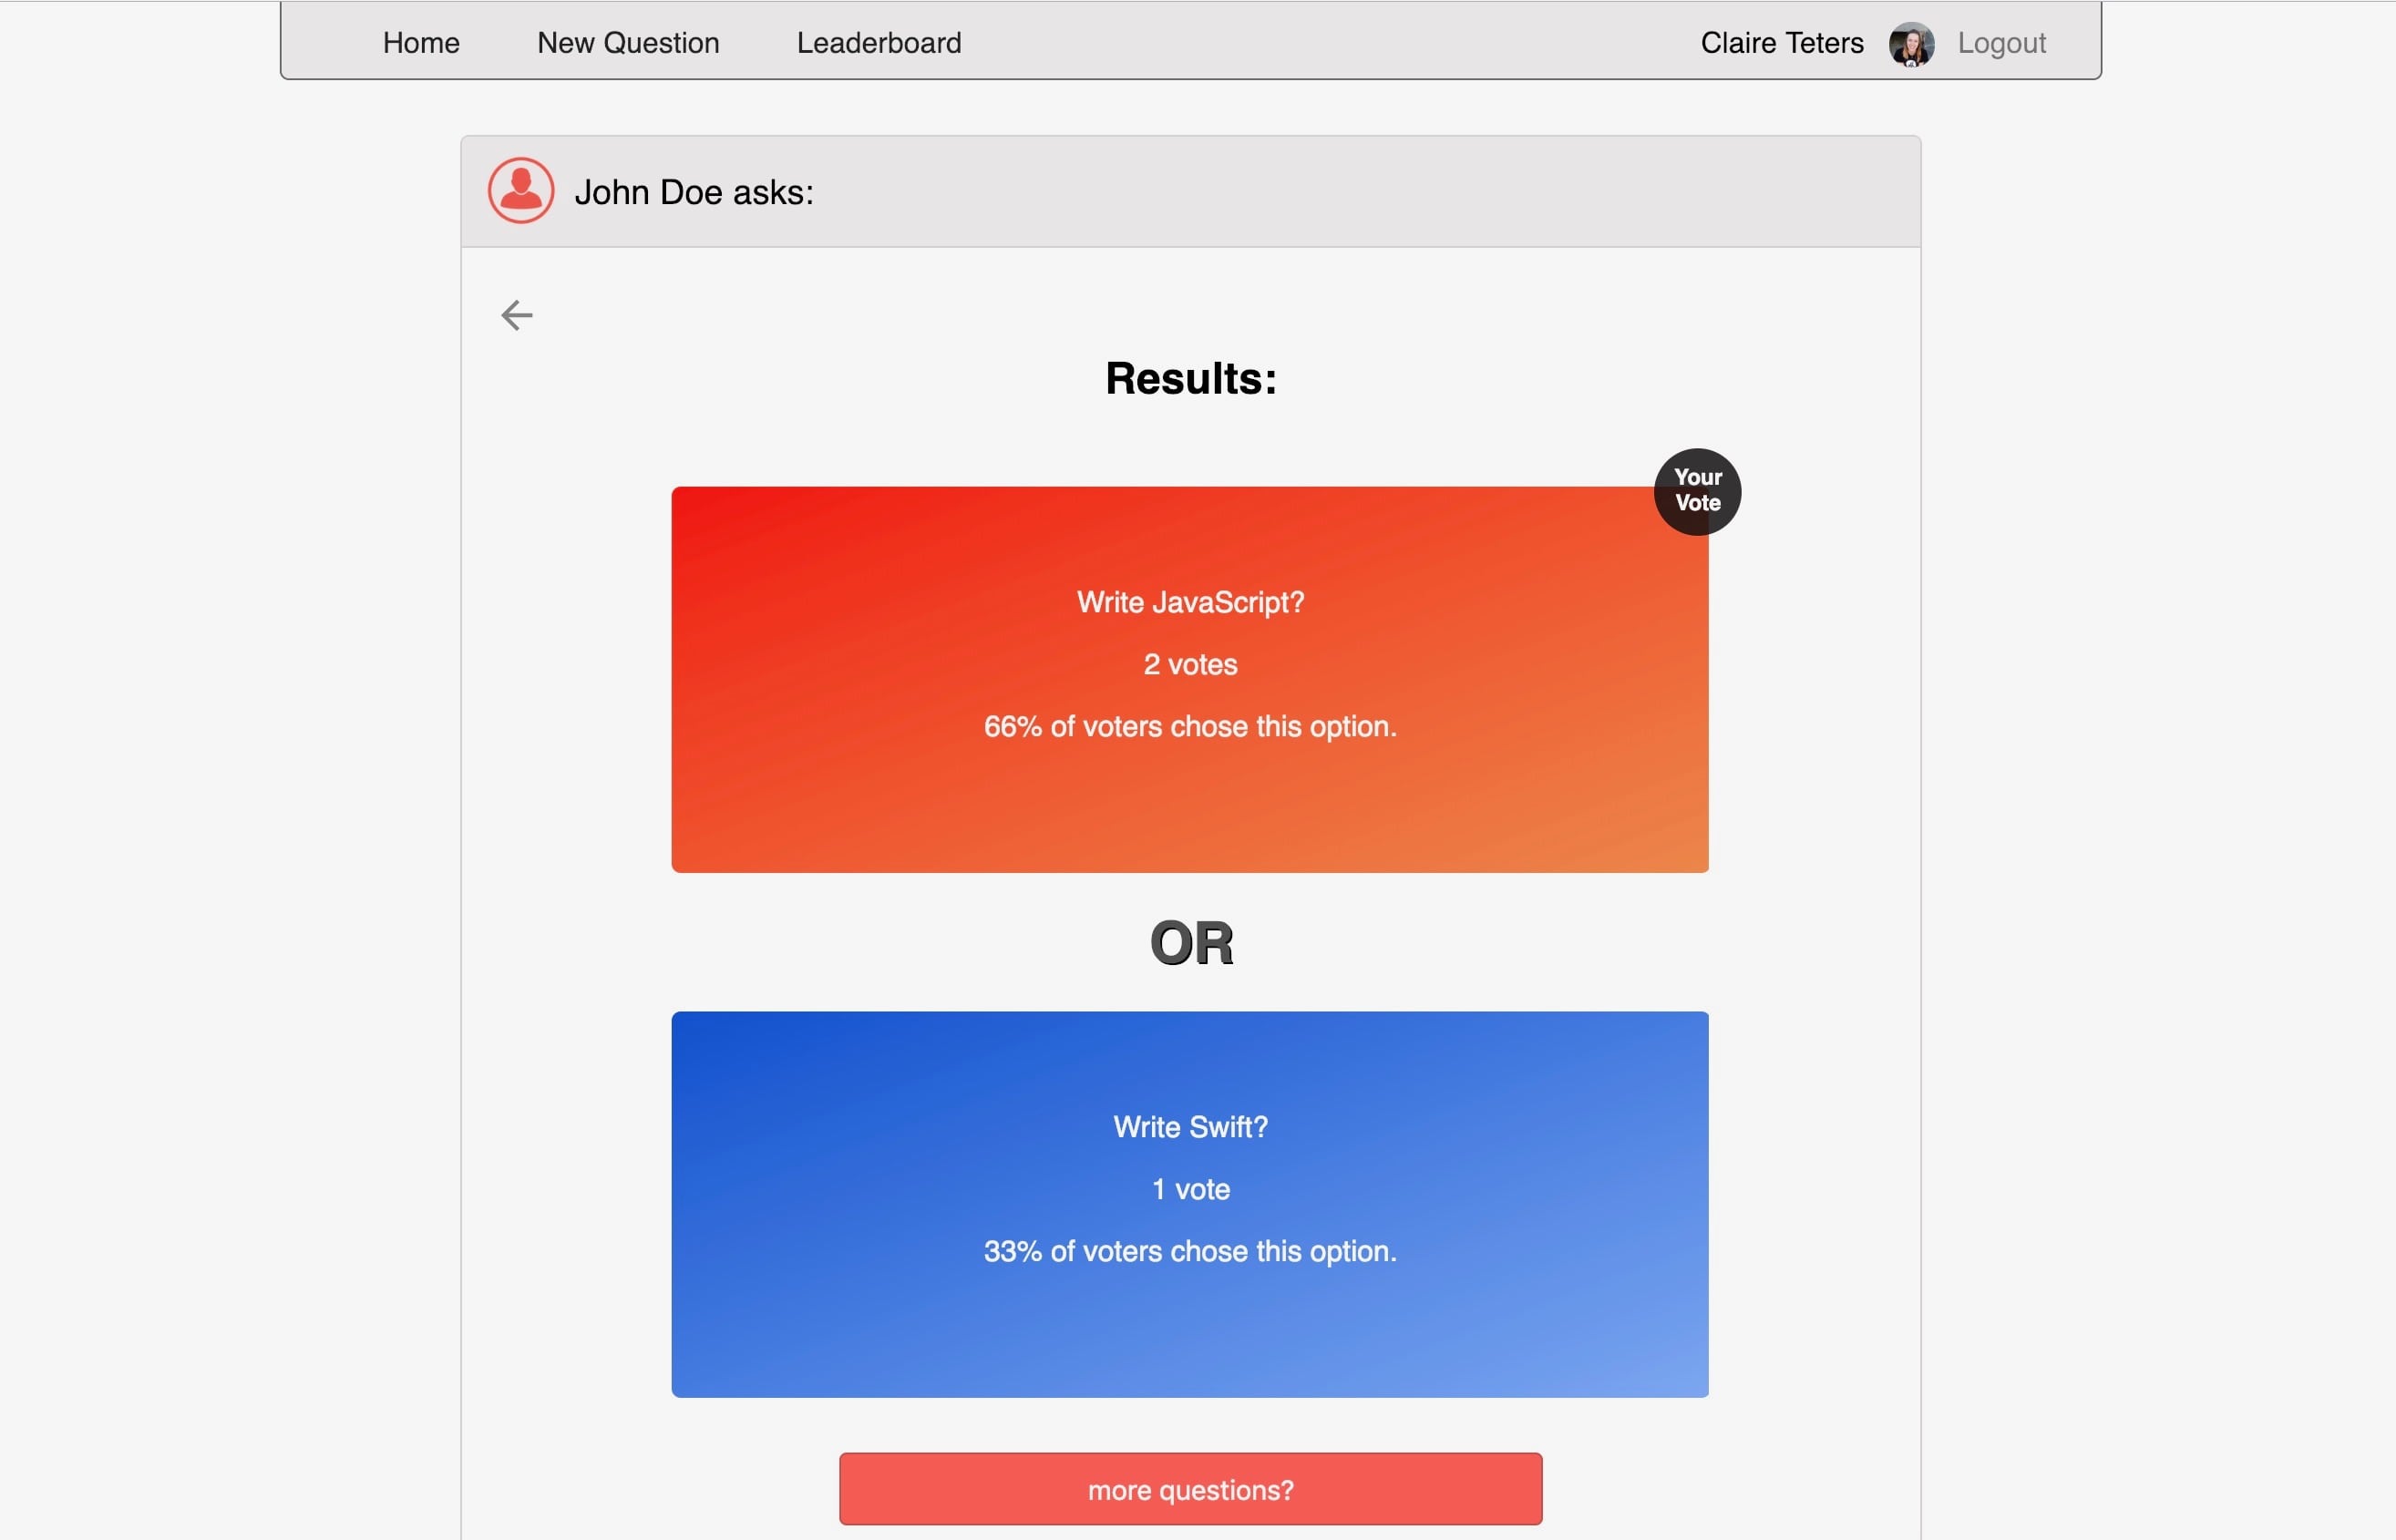 Home New Question Leaderboard Claire Teters Logout
John Doe asks:
Results:
Your
Vote
Write JavaScript?
2 votes
66% of voters chose this option.
OR
Write Swift?
1 vote
33% of voters chose this option.
more questions?